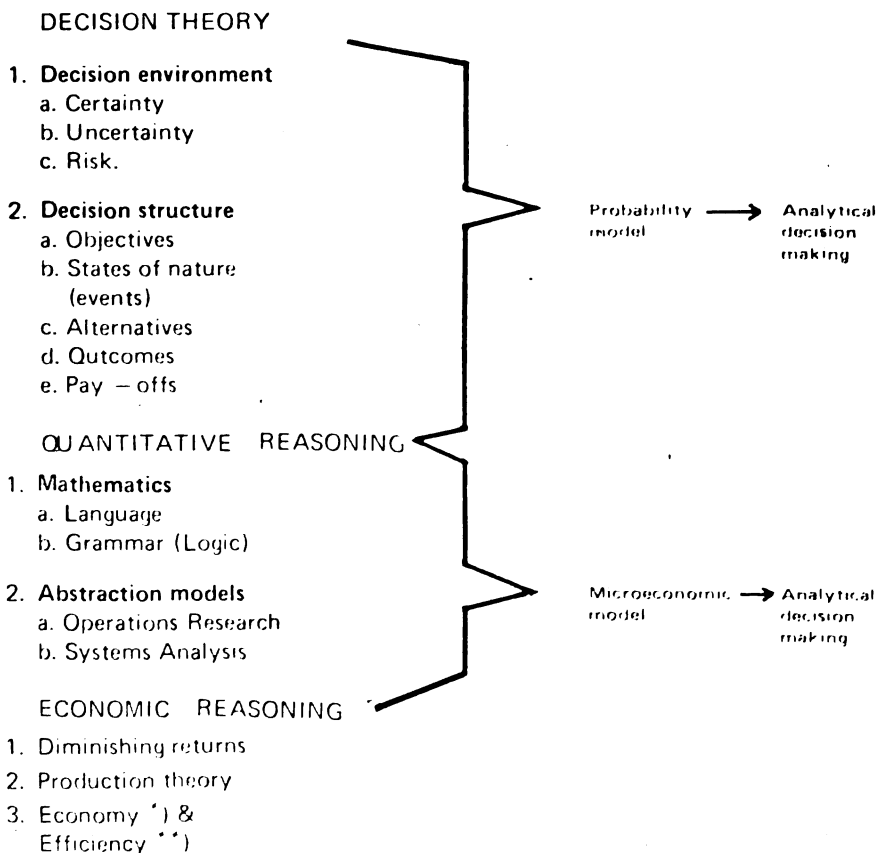 DECISION THEORY
1. Decision environment
a. Certainty
b. Uncertainty
c. Risk.
2. Decision structure
a. Objectives
b. States of nature
(events)
c. Alternatives
d. Outcomes
e. Pay – offs
Probability → Analytical
model decision
making
QUANTITATIVE REASONING
1. Mathematics
a. Language
b. Grammar (Logic)
2. Abstraction models
a. Operations Research
b. Systems Analysis
Microeconomic → Analytical
model decision
making
ECONOMIC REASONING
1. Diminishing returns
2. Production theory
3. Economy *) &
Efficiency **)